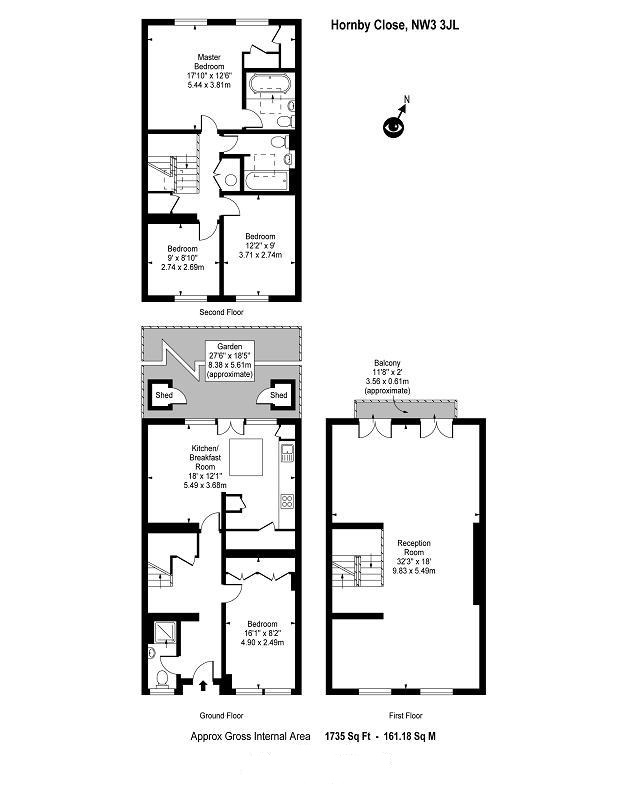 Hornby Close, NW3 3JL
N
Master
Bedroom
17'10" x 12'6"
5.44 x 3.81m
Bedroom
12'2" x 9'
3.71 x 2.74m
Bedroom
9' x 8'10"
2.74 x 2.69m
Second Floor
Garden
27'6" x 18'5"
8.38 x 5.61m
(approximate)
Shed
Shed
Kitchen/
Breakfast
Room
18' x 12'1"
5.49 x 3.68m
Bedroom
16'1" x 8'2"
4.90 x 2.49m
Ground Floor
Balcony
11'8" x 2'
3.56 x 0.61m
(approximate)
Reception
Room
32'3" x 18'
9.83 x 5.49m
First Floor
Approx Gross Internal Area 1735 Sq Ft - 161.18 Sq M